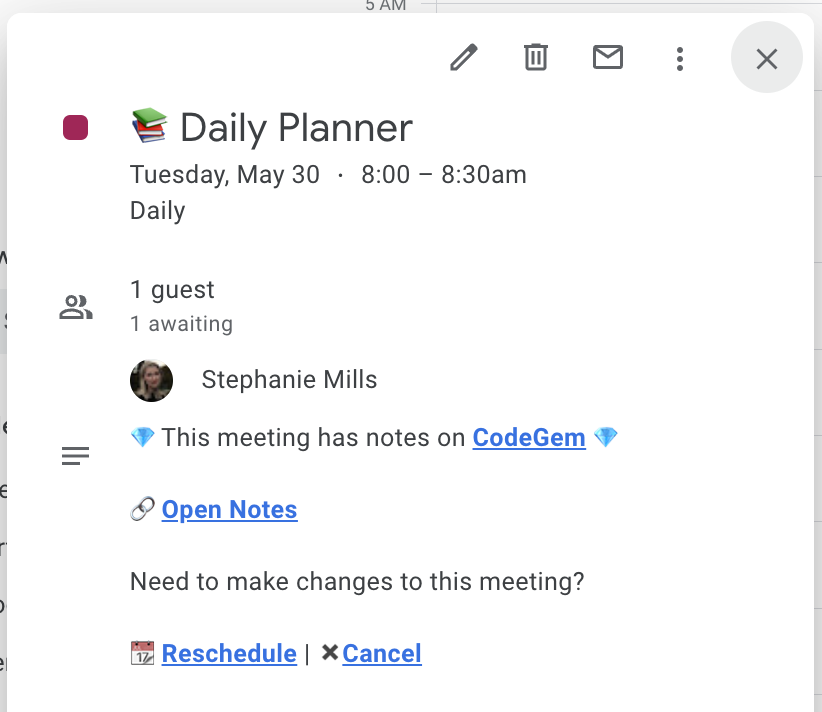 5 AM
📚 Daily Planner
Tuesday, May 30 · 8:00 – 8:30am
Daily
1 guest
1 awaiting
Stephanie Mills
💎 This meeting has notes on CodeGem 💎
🔗 Open Notes
Need to make changes to this meeting?
📆 Reschedule | ✖Cancel